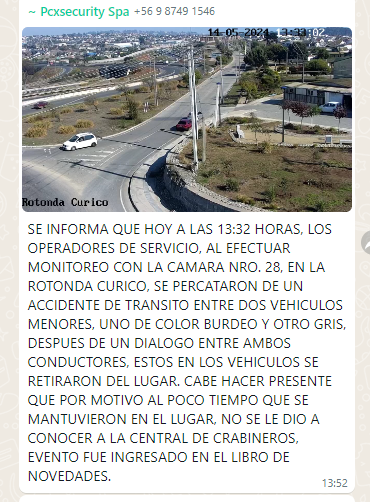 ~ Pcxsecurity Spa +56 9 8749 1546
14-05-2024 13:33:02
Rotonda Curico
SE INFORMA QUE HOY A LAS 13:32 HORAS, LOS
OPERADORES DE SERVICIO, AL EFECTUAR
MONITOREO CON LA CAMARA NRO. 28, EN LA
ROTONDA CURICO, SE PERCATARON DE UN
ACCIDENTE DE TRANSITO ENTRE DOS VEHICULOS
MENORES, UNO DE COLOR BURDEO Y OTRO GRIS,
DESPUES DE UN DIALOGO ENTRE AMBOS
CONDUCTORES, ESTOS EN LOS VEHICULOS SE
RETIRARON DEL LUGAR. CABE HACER PRESENTE
QUE POR MOTIVO AL POCO TIEMPO QUE SE
MANTUVIERON EN EL LUGAR, NO SE LE DIO A
CONOCER A LA CENTRAL DE CRABINEROS,
EVENTO FUE INGRESADO EN EL LIBRO DE
NOVEDADES.
13:52